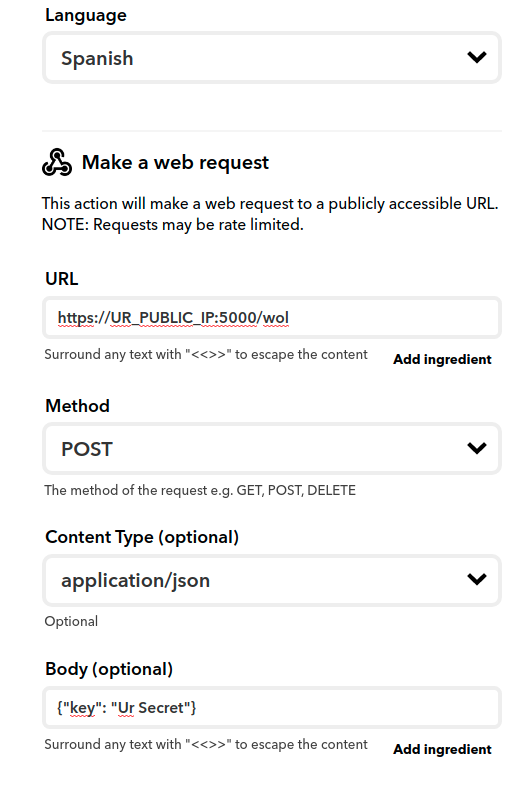 Language
Spanish
Make a web request
This action will make a web request to a publicly accessible URL.
NOTE: Requests may be rate limited.
URL
https://UR_PUBLIC_IP:5000/wol
Surround any text with "<<>>" to escape the content
Add ingredient
Method
POST
The method of the request e.g. GET, POST, DELETE
Content Type (optional)
application/json
Optional
Body (optional)
{"key": "Ur Secret"}
Surround any text with "<<>>" to escape the content
Add ingredient